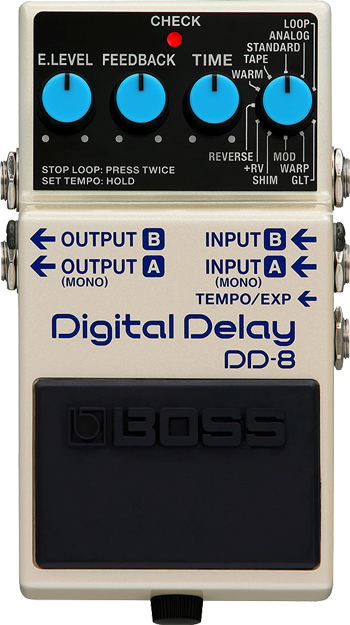 CHECK
E.LEVEL FEEDBACK TIME
LOOP
ANALOG
STANDARD
TAPE
WARM
REVERSE
+RV
SHIM
MOD
WARP
GLT
STOP LOOP: PRESS TWICE
SET TEMPO: HOLD
OUTPUT B INPUT B
OUTPUT A INPUT A
(MONO) (MONO)
TEMPO/EXP
Digital Delay
DD-8
BOSS